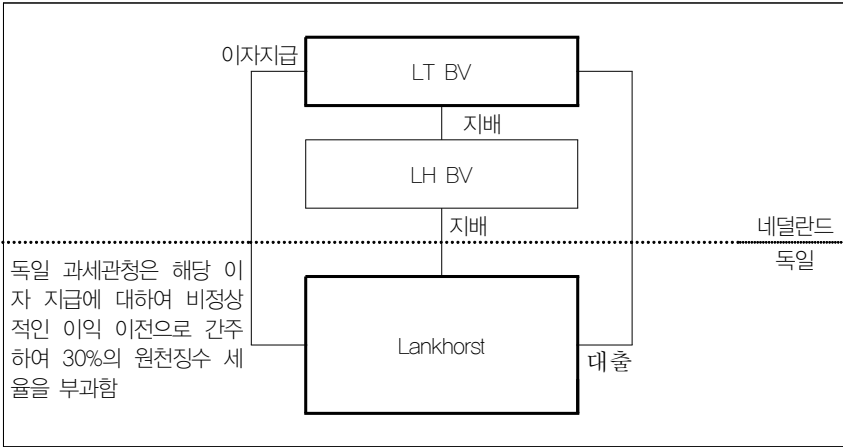 이자지급
LT BV
지배
LH BV
지배
네덜란드
독일
독일 과세관청은 해당 이
자 지급에 대하여 비정상
적인 이익 이전으로 간주
하여 30%의 원천징수 세
율을 부과함
Lankhorst
대출